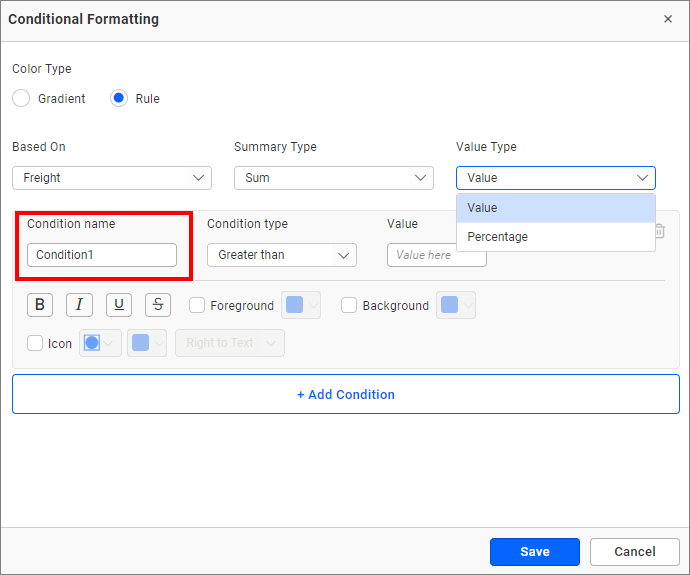 Conditional Formatting
Color Type
Gradient Rule
Based On Summary Type Value Type
Freight Sum Value
Value
Percentage
Condition name Condition type Value
Condition1 Greater than Value here
B I U S Foreground Background
Icon Right to Text
+ Add Condition
Save Cancel